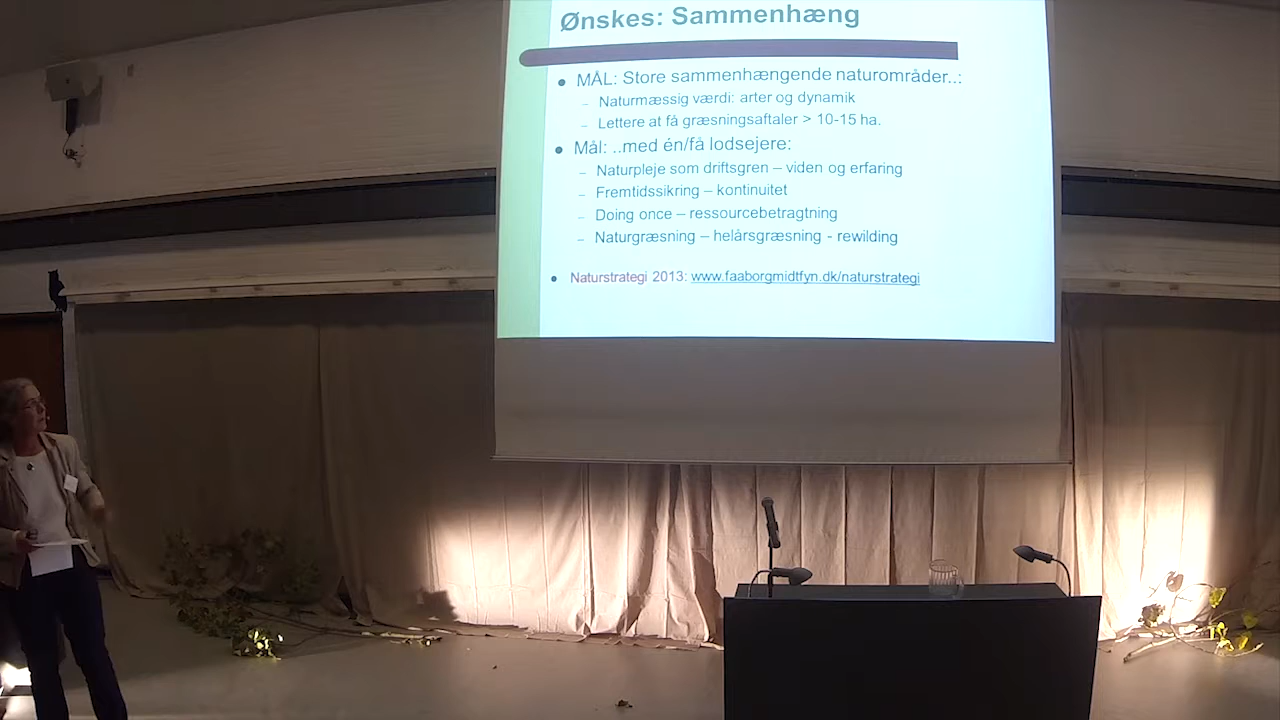 Ønskes: Sammenhæng
MÅL: Store sammenhængende naturområder..:
Naturmæssig værdi: arter og dynamik
Lettere at få græsningsaftaler > 10-15 ha.
Mål: ..med én/få lodsejere:
Naturpleje som driftsgren – viden og erfaring
Fremtidssikring – kontinuitet
Doing once – ressourcebetragtning
Naturgræsning – helårsgræsning - rewilding
Naturstrategi 2013: www.faaborgmidtfyn.dk/naturstrategi